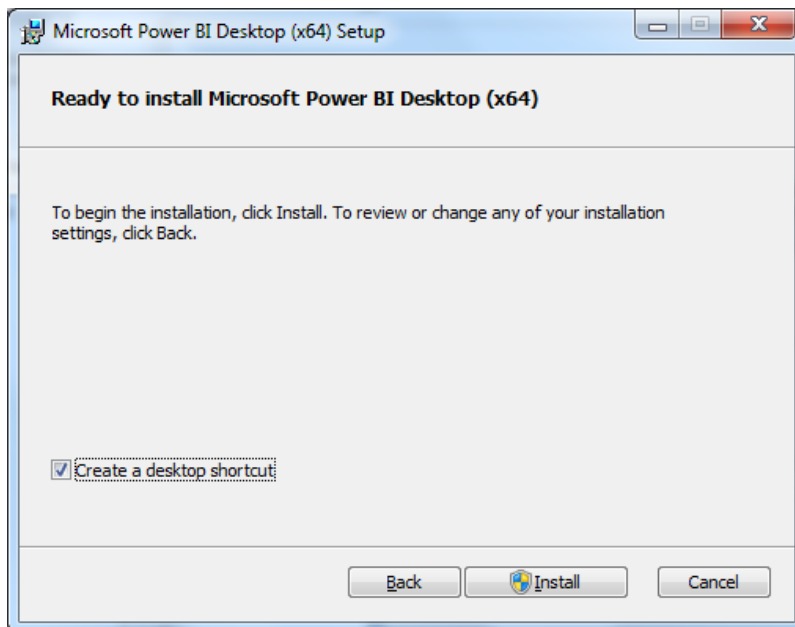 Microsoft Power BI Desktop (x64) Setup
Ready to install Microsoft Power BI Desktop (x64)
To begin the installation, click Install. To review or change any of your installation
settings, click Back.
Create a desktop shortcut
Back
Install
Cancel